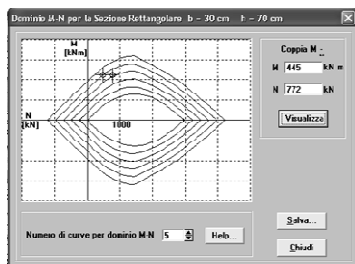 Dominio M-N per la Sezione Rettangolare b = 30 cm h = 70 cm
M
[kNm]
N
[kN]
1000
Coppia M -
M 445 kN m
N 772 kN
Visualizza
Numero di curve per dominio M-N 5
Help...
Salva...
Chiudi